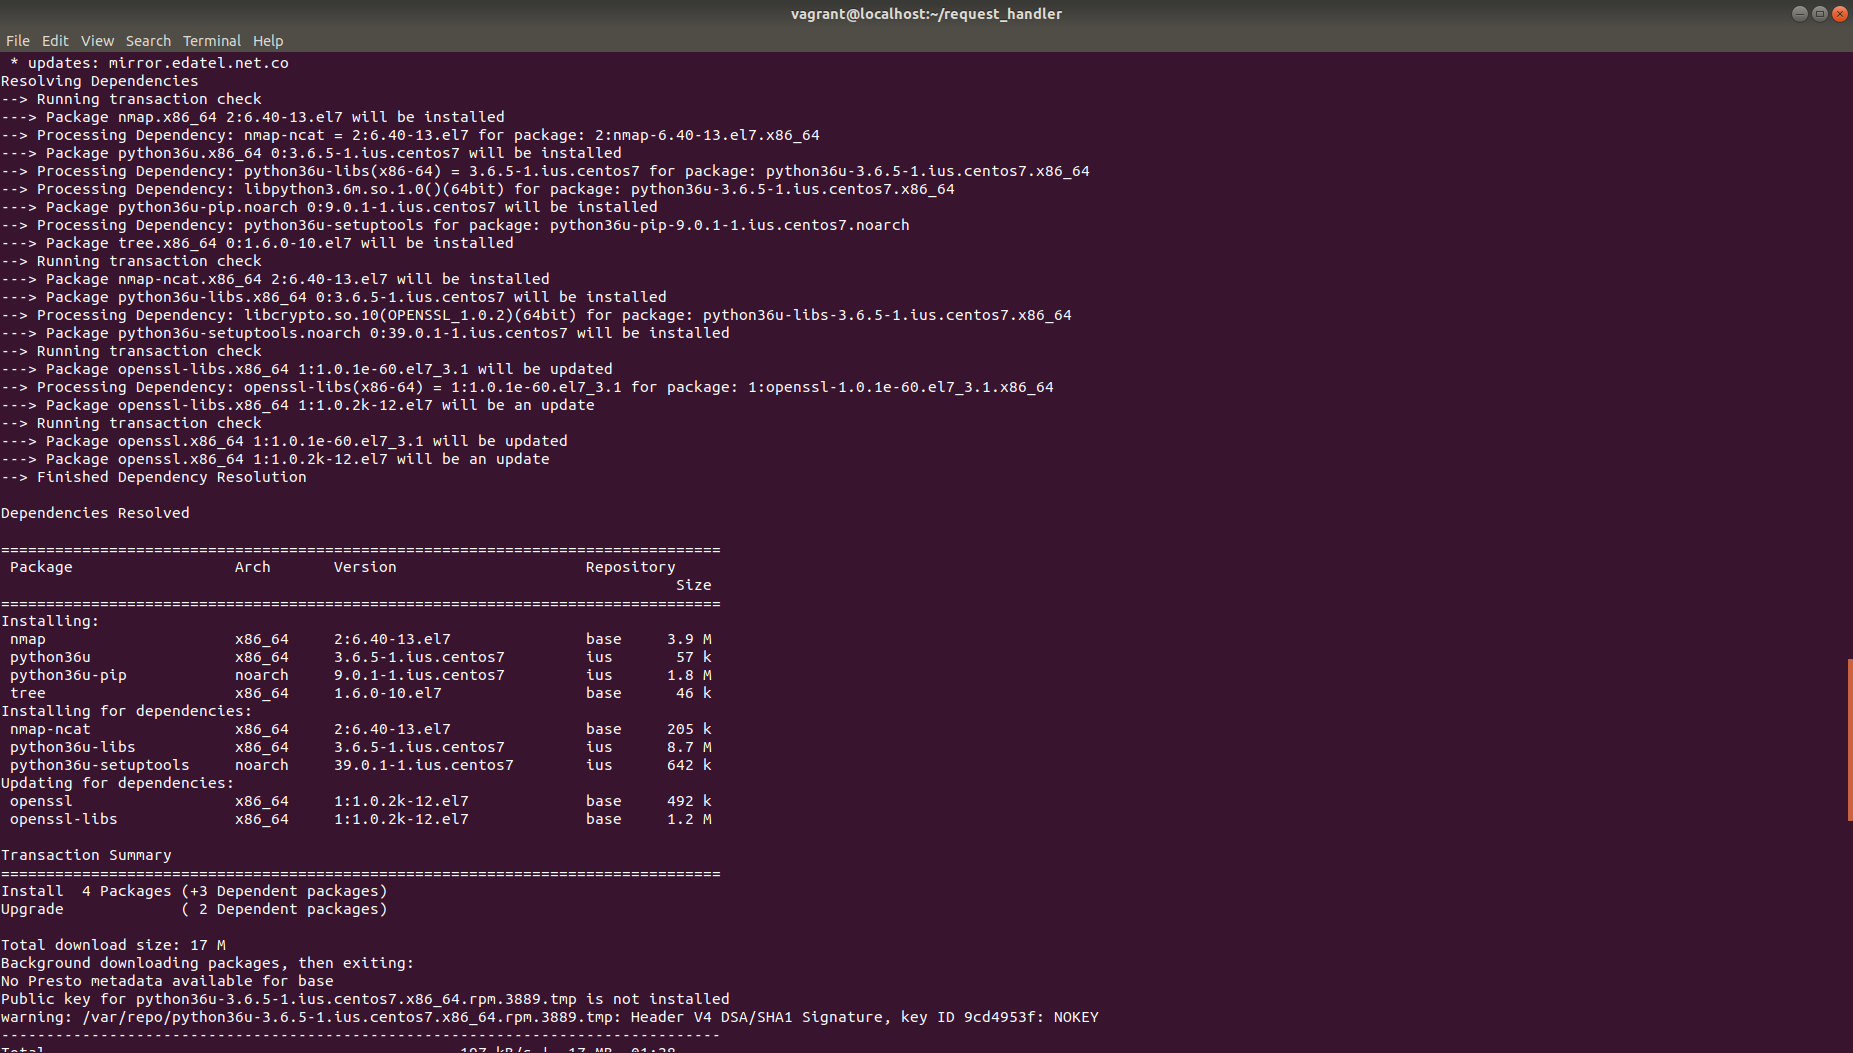 vagrant@localhost:~/request_handler
File Edit View Search Terminal Help
 * updates: mirror.edatel.net.co
Resolving Dependencies
--> Running transaction check
---> Package nmap.x86_64 2:6.40-13.el7 will be installed
--> Processing Dependency: nmap-ncat = 2:6.40-13.el7 for package: 2:nmap-6.40-13.el7.x86_64
---> Package python36u.x86_64 0:3.6.5-1.ius.centos7 will be installed
--> Processing Dependency: python36u-libs(x86-64) = 3.6.5-1.ius.centos7 for package: python36u-3.6.5-1.ius.centos7.x86_64
--> Processing Dependency: libpython3.6m.so.1.0()(64bit) for package: python36u-3.6.5-1.ius.centos7.x86_64
---> Package python36u-pip.noarch 0:9.0.1-1.ius.centos7 will be installed
--> Processing Dependency: python36u-setuptools for package: python36u-pip-9.0.1-1.ius.centos7.noarch
---> Package tree.x86_64 0:1.6.0-10.el7 will be installed
--> Running transaction check
---> Package nmap-ncat.x86_64 2:6.40-13.el7 will be installed
---> Package python36u-libs.x86_64 0:3.6.5-1.ius.centos7 will be installed
--> Processing Dependency: libcrypto.so.10(OPENSSL_1.0.2)(64bit) for package: python36u-libs-3.6.5-1.ius.centos7.x86_64
---> Package python36u-setuptools.noarch 0:39.0.1-1.ius.centos7 will be installed
--> Running transaction check
---> Package openssl-libs.x86_64 1:1.0.1e-60.el7_3.1 will be updated
--> Processing Dependency: openssl-libs(x86-64) = 1:1.0.1e-60.el7_3.1 for package: 1:openssl-1.0.1e-60.el7_3.1.x86_64
---> Package openssl-libs.x86_64 1:1.0.2k-12.el7 will be an update
--> Running transaction check
---> Package openssl.x86_64 1:1.0.1e-60.el7_3.1 will be updated
---> Package openssl.x86_64 1:1.0.2k-12.el7 will be an update
--> Finished Dependency Resolution

Dependencies Resolved

================================================================================
 Package                  Arch       Version                     Repository
                                                                           Size
================================================================================
Installing:
 nmap                     x86_64     2:6.40-13.el7               base     3.9 M
 python36u                x86_64     3.6.5-1.ius.centos7         ius       57 k
 python36u-pip            noarch     9.0.1-1.ius.centos7         ius      1.8 M
 tree                     x86_64     1.6.0-10.el7                base      46 k
Installing for dependencies:
 nmap-ncat                x86_64     2:6.40-13.el7               base     205 k
 python36u-libs           x86_64     3.6.5-1.ius.centos7         ius      8.7 M
 python36u-setuptools     noarch     39.0.1-1.ius.centos7        ius      642 k
Updating for dependencies:
 openssl                  x86_64     1:1.0.2k-12.el7             base     492 k
 openssl-libs             x86_64     1:1.0.2k-12.el7             base     1.2 M

Transaction Summary
================================================================================
Install  4 Packages (+3 Dependent packages)
Upgrade             ( 2 Dependent packages)

Total download size: 17 M
Background downloading packages, then exiting:
No Presto metadata available for base
Public key for python36u-3.6.5-1.ius.centos7.x86_64.rpm.3889.tmp is not installed
warning: /var/repo/python36u-3.6.5-1.ius.centos7.x86_64.rpm.3889.tmp: Header V4 DSA/SHA1 Signature, key ID 9cd4953f: NOKEY
--------------------------------------------------------------------------------
Total                                              197 kB/s |  17 MB  01:28